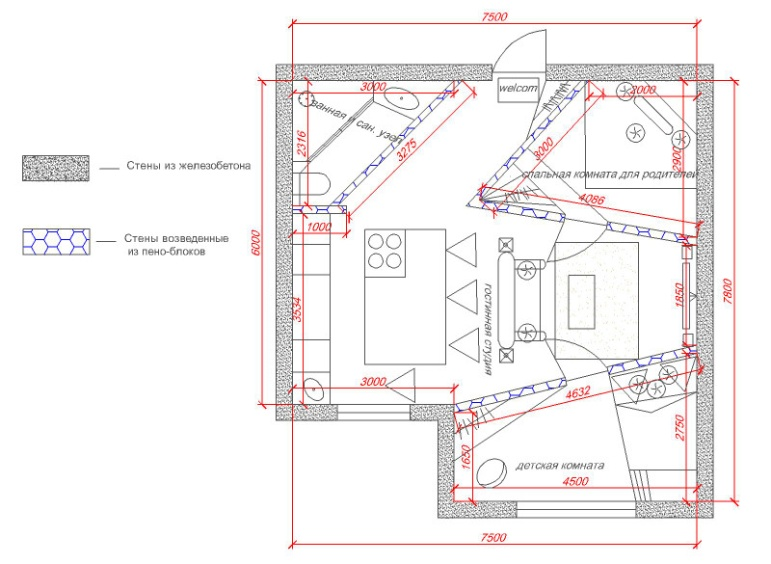 7500
welcom
3000
3000
ванная и сан. узел
2316
3275
3000
2900
спальная комната для родителей
4086
1000
6000
7800
3534
1850
гостинная студия
3000
4632
2750
1650
детская комната
4500
7500
Стены из железобетона
Стены возведенные
из пено-блоков